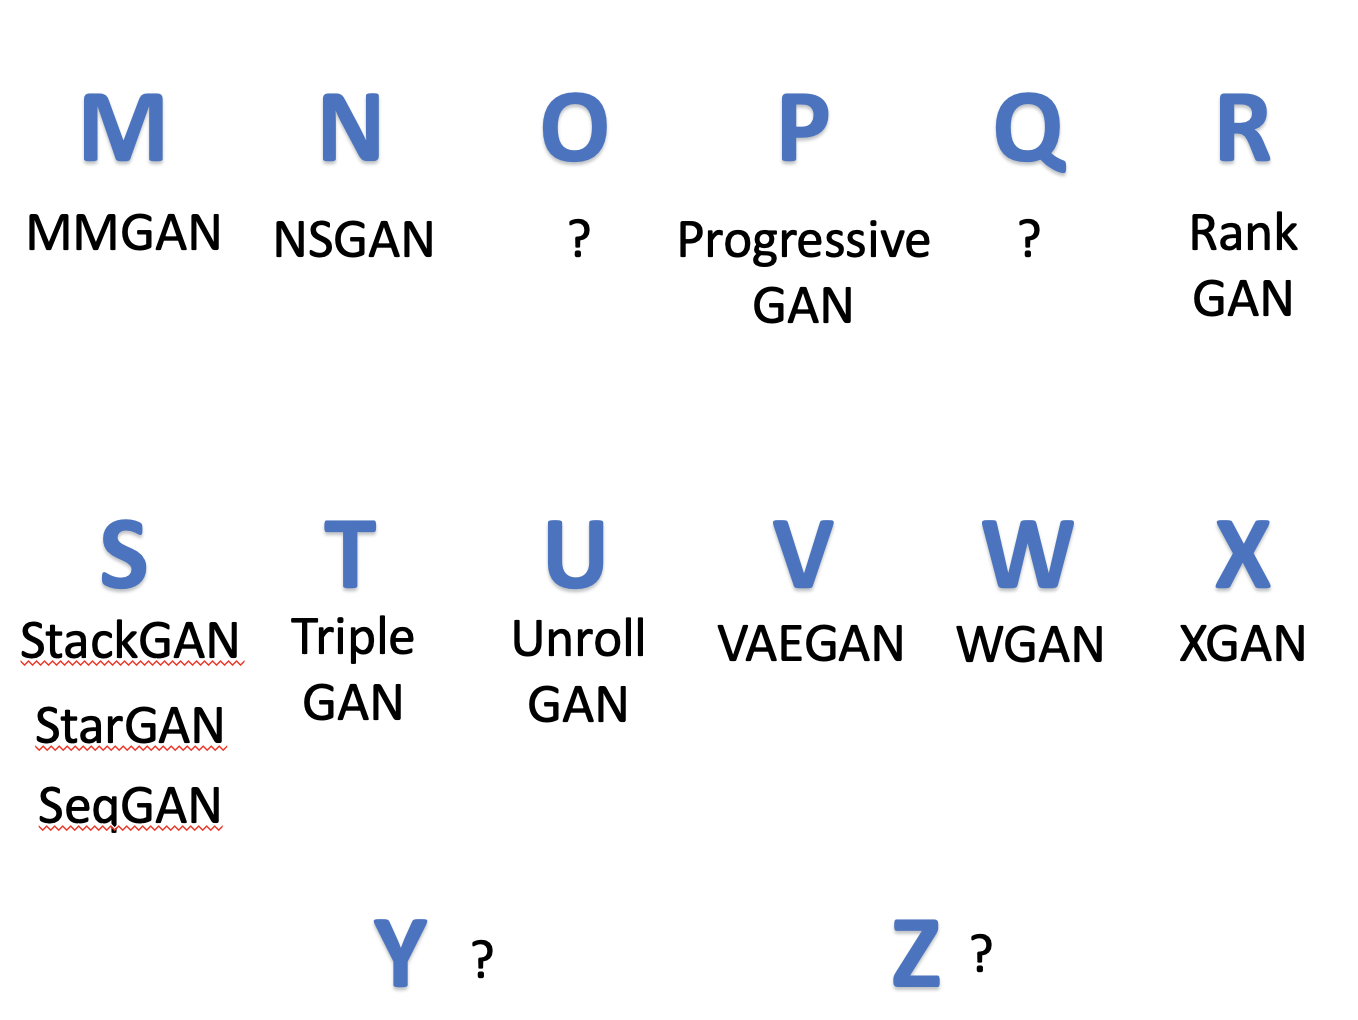 M N O P Q R
MMGAN NSGAN ? Progressive ? Rank
GAN GAN
S T U V W X
StackGAN Triple Unroll VAEGAN WGAN XGAN
GAN GAN
StarGAN
SeqGAN
Y ? Z ?